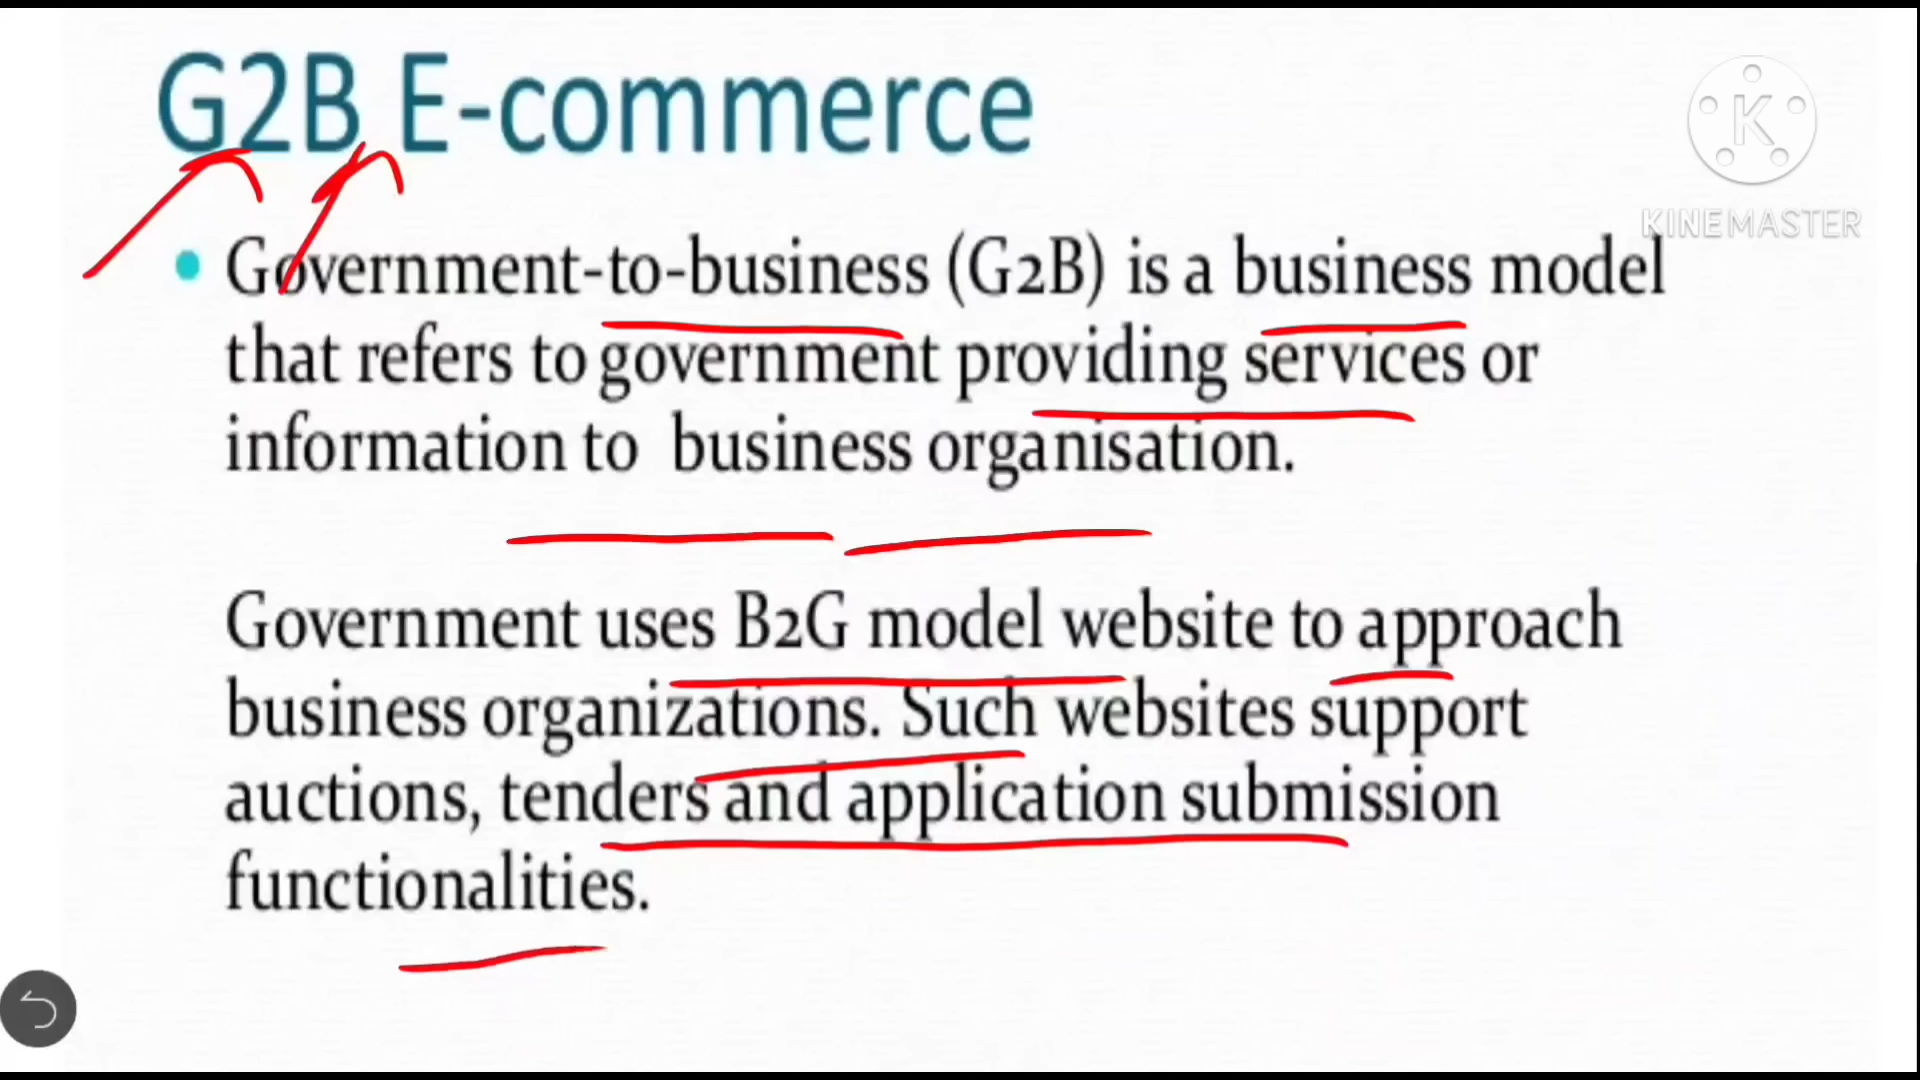 G2B E-commerce
K
KINEMASTER
• Government-to-business (G2B) is a business model
that refers to government providing services or
information to business organisation.
Government uses B2G model website to approach
business organizations. Such websites support
auctions, tenders and application submission
functionalities.